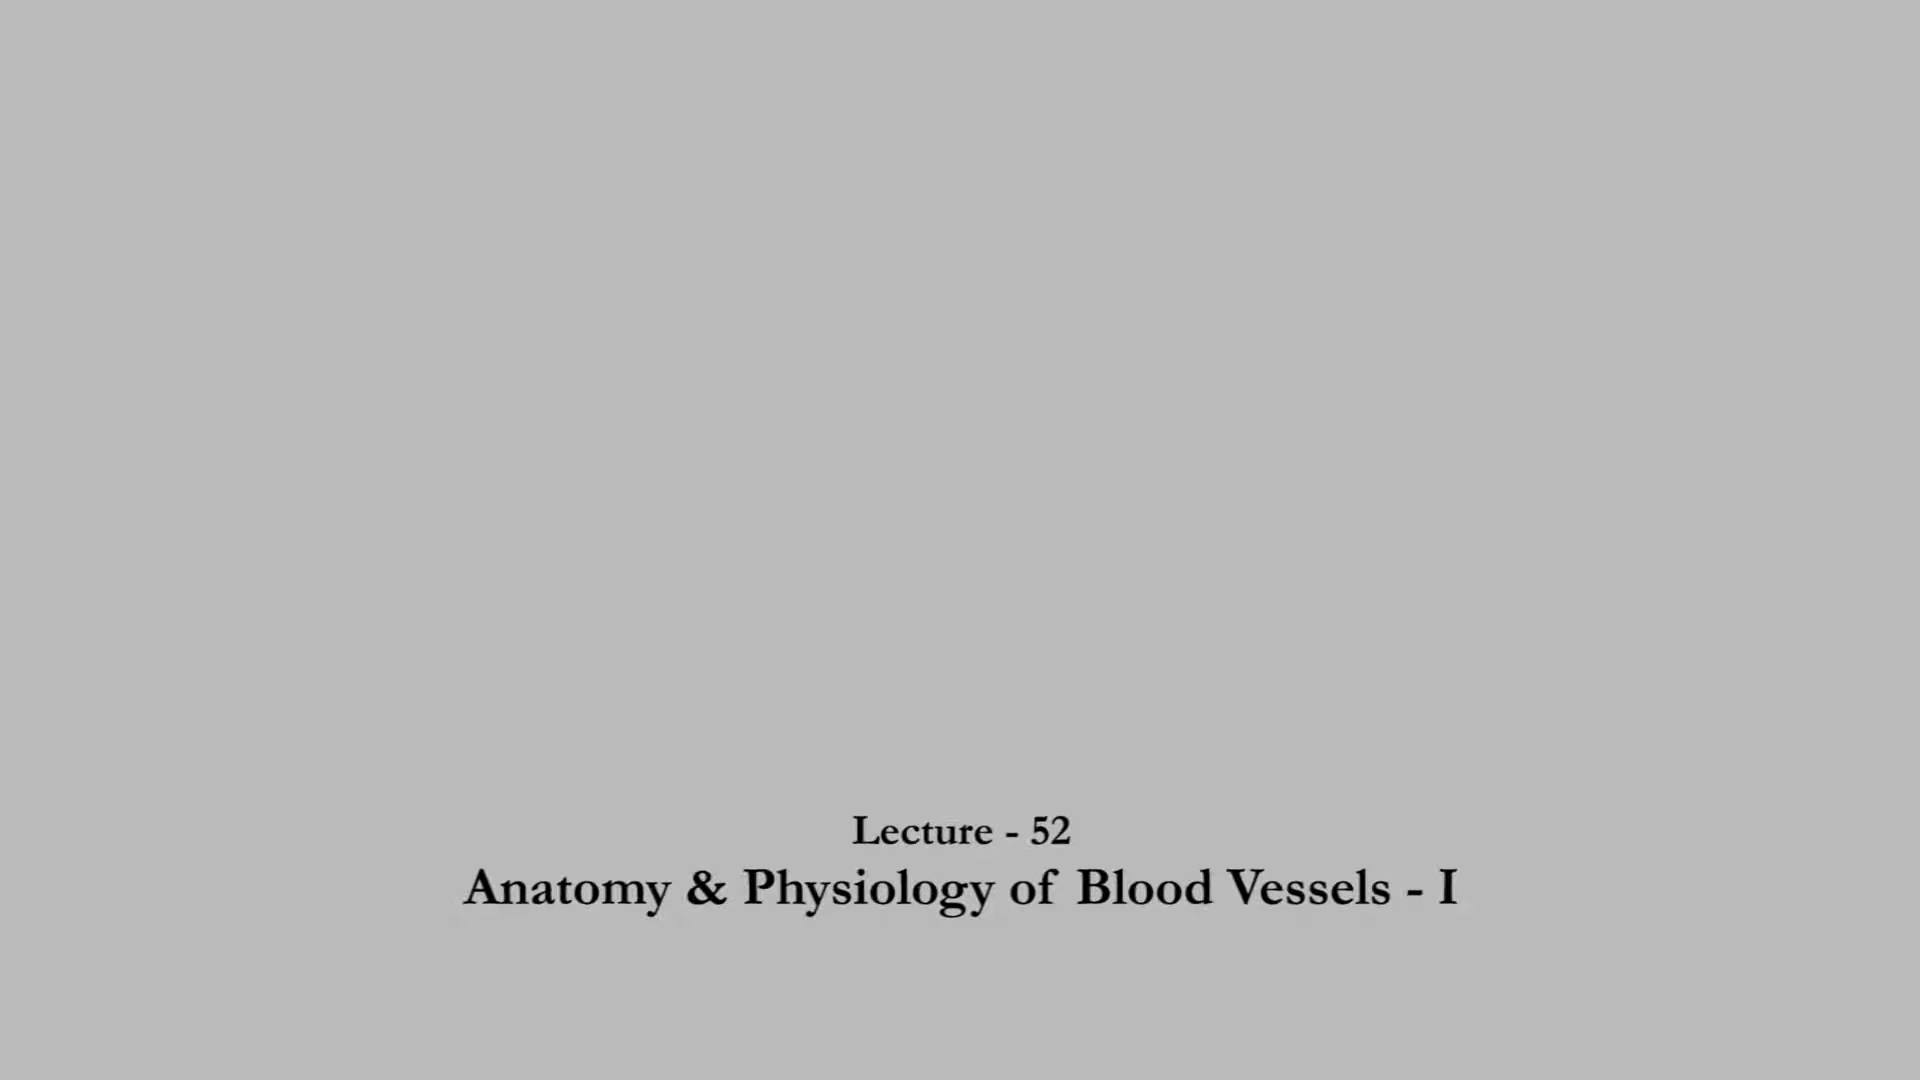 Lecture - 52
Anatomy & Physiology of Blood Vessels - I